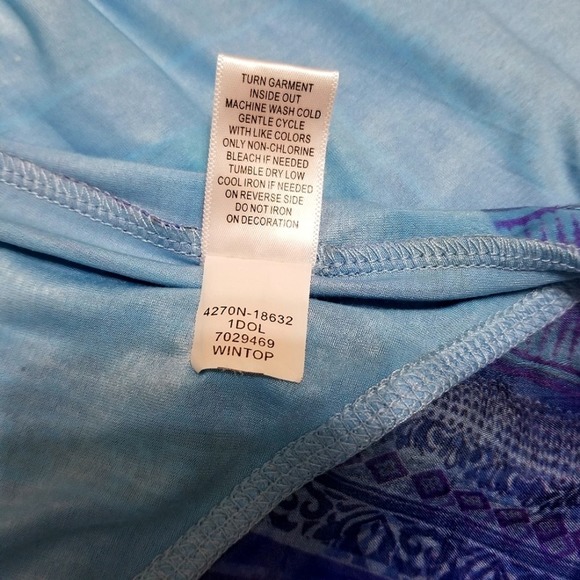 TURN GARMENT
INSIDE OUT
MACHINE WASH COLD
GENTLE CYCLE
WITH LIKE COLORS
ONLY NON-CHLORINE
BLEACH IF NEEDED
TUMBLE DRY LOW
COOL IRON IF NEEDED
ON REVERSE SIDE
DO NOT IRON
ON DECORATION
4270N-18632
1DOL
7029469
WINTOP